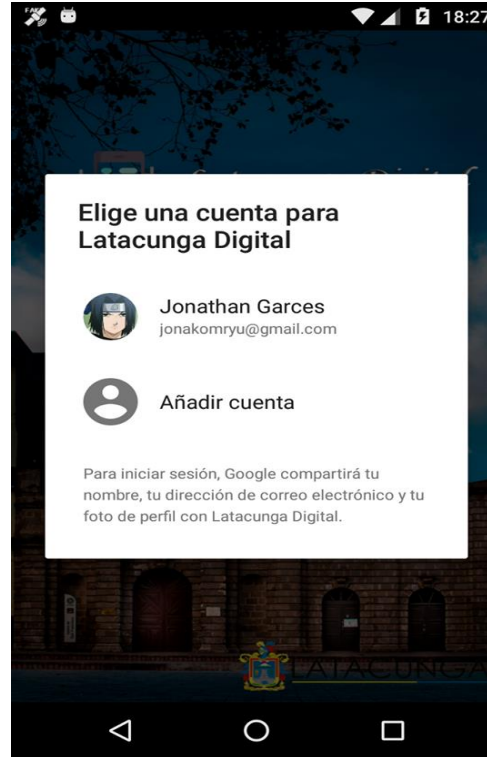 18:27
Elige una cuenta para
Latacunga Digital
Jonathan Garces
jonakomryu@gmail.com
Añadir cuenta
Para iniciar sesión, Google compartirá tu
nombre, tu dirección de correo electrónico y tu
foto de perfil con Latacunga Digital.
LATACUNGA